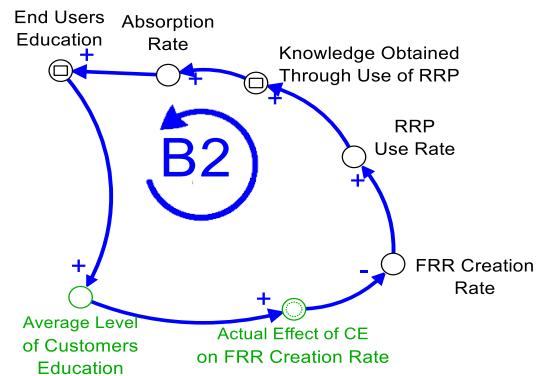 End Users
Education
+
Absorption
Rate
+
Knowledge Obtained
Through Use of RRP
+
RRP
Use Rate
+
B2
FRR Creation
Rate
-
+
Average Level
of Customers
Education
+
Actual Effect of CE
on FRR Creation Rate